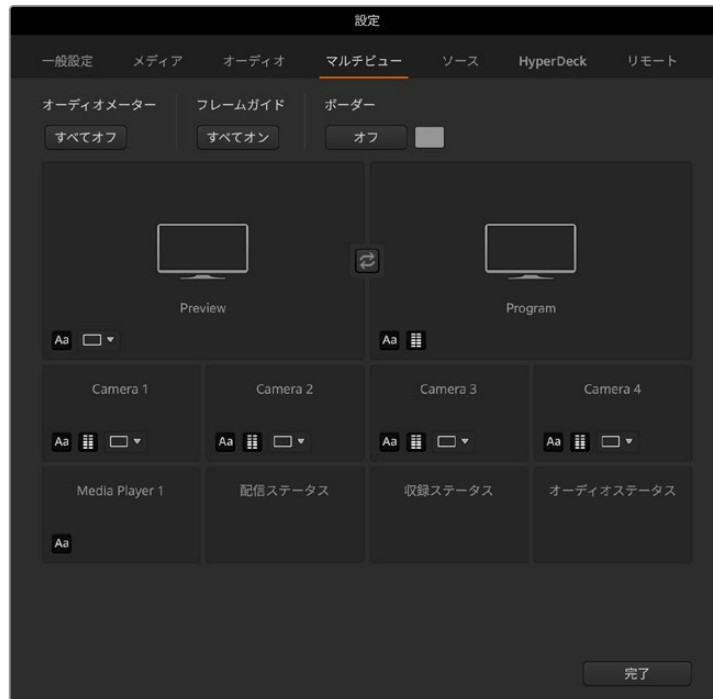 設定
一般設定 メディア オーディオ マルチビュー ソース HyperDeck リモート
オーディオメーター フレームガイド ボーダー
すべてオフ すべてオン オフ
Preview Program
Aa Aa
Camera 1 Camera 2 Camera 3 Camera 4
Aa Aa Aa Aa
Media Player 1 配信ステータス 収録ステータス オーディオステータス
Aa
完了